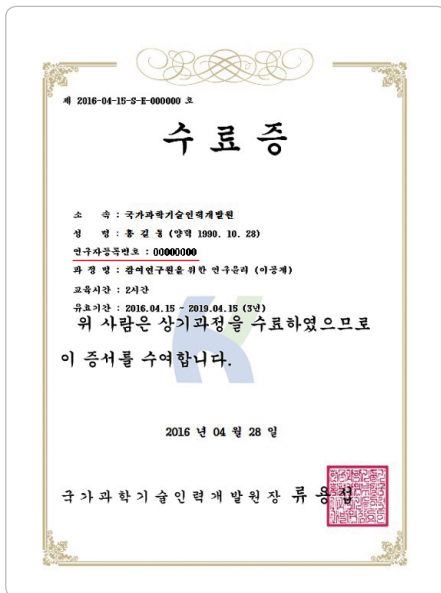 제 2016-04-15-S-E-000000 호
수 료 증
소 속 : 국가과학기술인력개발원
성 명 : 홍 길 동 (양력 1990. 10. 28)
연구자등록번호 : 00000000
과 정 명 : 참여연구원을 위한 연구윤리 (이공계)
교육시간 : 2시간
유효기간 : 2016.04.15 - 2019.04.15 (3년)
위 사람은 상기과정을 수료하였으므로
이 증서를 수여합니다.
2016 년 04 월 28 일
국가과학기술인력개발원장 류 용 섭